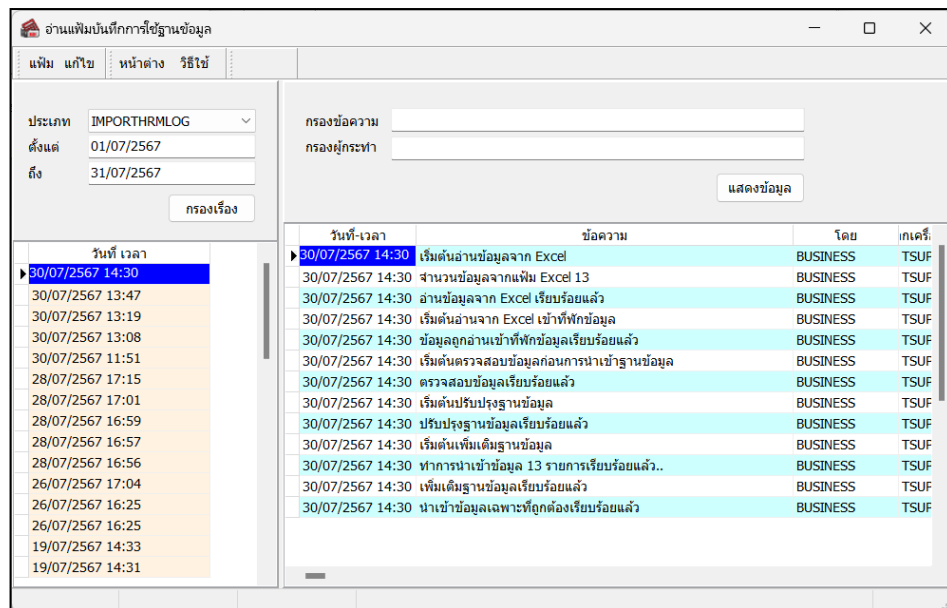 อ่านแฟ้มบันทึกการใช้ฐานข้อมูล
แฟ้ม แก้ไข หน้าต่าง วิธีใช้
ประเภท IMPORTHRMLOG
ตั้งแต่ 01/07/2567
ถึง 31/07/2567
กรองเรื่อง
กรองข้อความ
กรองผู้กระทำ
แสดงข้อมูล
วันที่ เวลา
30/07/2567 14:30
30/07/2567 13:47
30/07/2567 13:19
30/07/2567 13:08
30/07/2567 11:51
28/07/2567 17:15
28/07/2567 17:01
28/07/2567 16:59
28/07/2567 16:57
28/07/2567 16:56
26/07/2567 17:04
26/07/2567 16:25
26/07/2567 16:25
19/07/2567 14:33
19/07/2567 14:31
วันที่-เวลา ข้อความ โดย
30/07/2567 14:30 เริ่มต้นอ่านข้อมูลจาก Excel BUSINESS TSUF
30/07/2567 14:30 จำนวนข้อมูลจากแฟ้ม Excel 13 BUSINESS TSUF
30/07/2567 14:30 อ่านข้อมูลจาก Excel เรียบร้อยแล้ว BUSINESS TSUF
30/07/2567 14:30 เริ่มต้นอ่านจาก Excel เข้าที่พักข้อมูล BUSINESS TSUF
30/07/2567 14:30 ข้อมูลถูกอ่านเข้าที่พักข้อมูลเรียบร้อยแล้ว BUSINESS TSUF
30/07/2567 14:30 เริ่มต้นตรวจสอบข้อมูลก่อนการนำเข้าฐานข้อมูล BUSINESS TSUF
30/07/2567 14:30 ตรวจสอบข้อมูลเรียบร้อยแล้ว BUSINESS TSUF
30/07/2567 14:30 เริ่มต้นปรับปรุงฐานข้อมูล BUSINESS TSUF
30/07/2567 14:30 ปรับปรุงฐานข้อมูลเรียบร้อยแล้ว BUSINESS TSUF
30/07/2567 14:30 เริ่มต้นเพิ่มเติมฐานข้อมูล BUSINESS TSUF
30/07/2567 14:30 ทำการนำเข้าข้อมูล 13 รายการเรียบร้อยแล้ว.. BUSINESS TSUF
30/07/2567 14:30 เพิ่มเติมฐานข้อมูลเรียบร้อยแล้ว BUSINESS TSUF
30/07/2567 14:30 นำเข้าข้อมูลเฉพาะที่ถูกต้องเรียบร้อยแล้ว BUSINESS TSUF